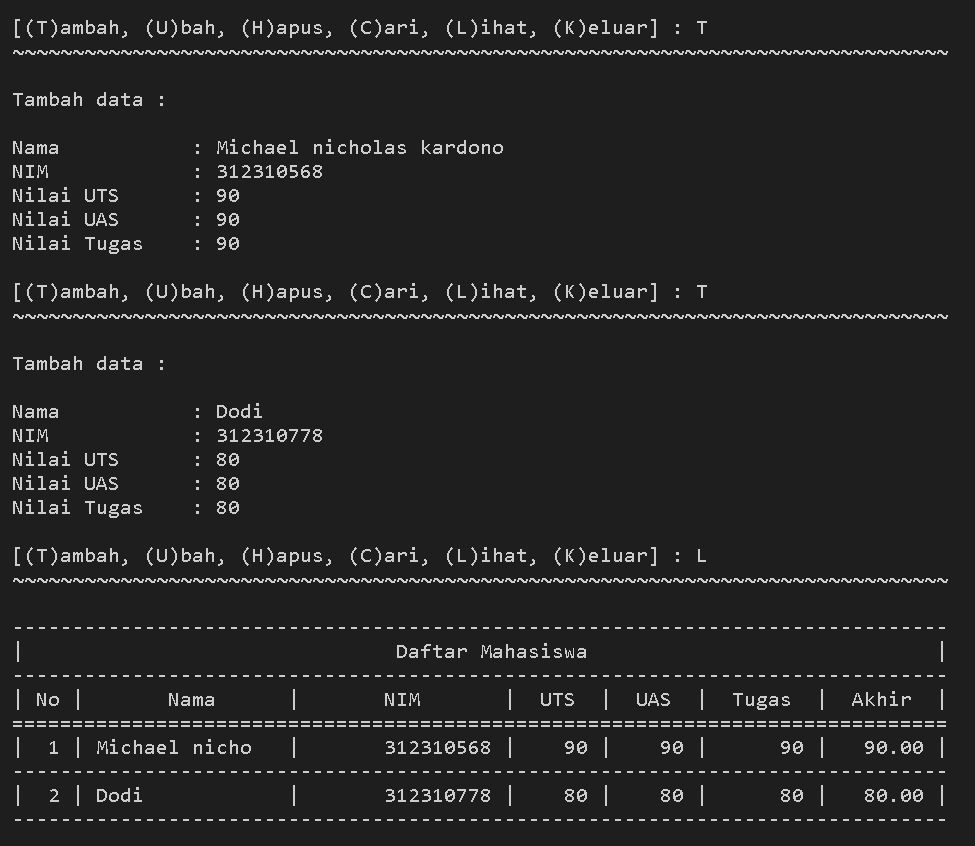 [(T)ambah, (U)bah, (H)apus, (C)ari, (L)ihat, (K)eluar] : T
~~~~~~~~~~~~~~~~~~~~~~~~~~~~~~~~~~~~~~~~~~~~~~~~~~~~~~~~~~~~~~~~~~~~~~~~~~~~~~
Tambah data :
Nama           : Michael nicholas kardono
NIM            : 312310568
Nilai UTS      : 90
Nilai UAS      : 90
Nilai Tugas    : 90
[(T)ambah, (U)bah, (H)apus, (C)ari, (L)ihat, (K)eluar] : T
~~~~~~~~~~~~~~~~~~~~~~~~~~~~~~~~~~~~~~~~~~~~~~~~~~~~~~~~~~~~~~~~~~~~~~~~~~~~~~
Tambah data :
Nama           : Dodi
NIM            : 312310778
Nilai UTS      : 80
Nilai UAS      : 80
Nilai Tugas    : 80
[(T)ambah, (U)bah, (H)apus, (C)ari, (L)ihat, (K)eluar] : L
~~~~~~~~~~~~~~~~~~~~~~~~~~~~~~~~~~~~~~~~~~~~~~~~~~~~~~~~~~~~~~~~~~~~~~~~~~~~~~
------------------------------------------------------------------------------
|                               Daftar Mahasiswa                             |
------------------------------------------------------------------------------
| No |       Nama      |       NIM       |  UTS  |  UAS  |  Tugas  |  Akhir  |
==============================================================================
|  1 | Michael nicho   |       312310568 |    90 |    90 |      90 |   90.00 |
------------------------------------------------------------------------------
|  2 | Dodi            |       312310778 |    80 |    80 |      80 |   80.00 |
------------------------------------------------------------------------------